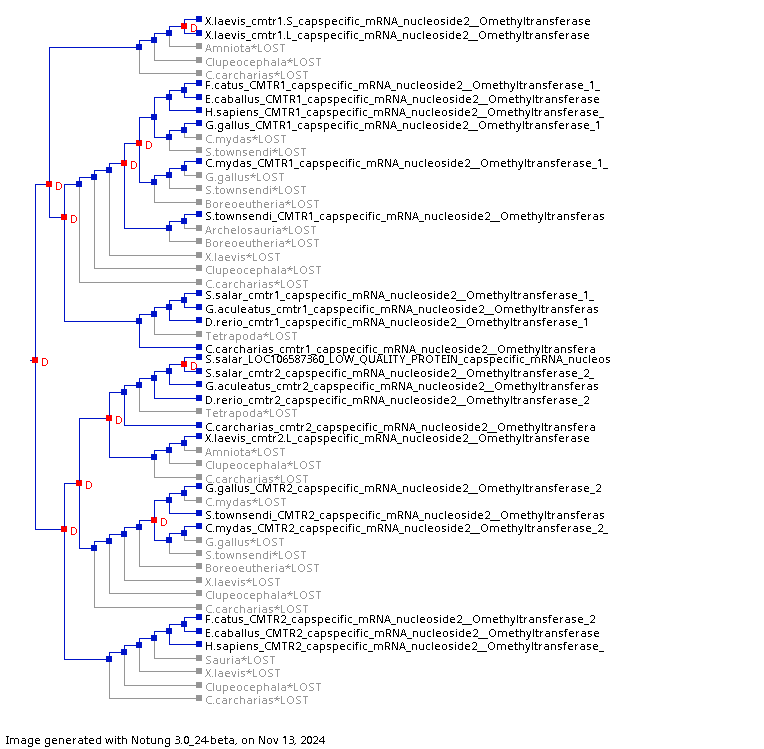 X.laevis_cmtr1.S_capspecific_mRNA_nucleoside2__Omethyltransferase
D
X.laevis_cmtr1.L_capspecific_mRNA_nucleoside2__Omethyltransferase
Amniota*LOST
Clupeocephala*LOST
C.carcharias*LOST
F.catus_CMTR1_capspecific_mRNA_nucleoside2__Omethyltransferase_1_
E.caballus_CMTR1_capspecific_mRNA_nucleoside2__Omethyltransferase
H.sapiens_CMTR1_capspecific_mRNA_nucleoside2__Omethyltransferase_
G.gallus_CMTR1_capspecific_mRNA_nucleoside2__Omethyltransferase_1
C.mydas*LOST
D
S.townsendi*LOST
D
C.mydas_CMTR1_capspecific_mRNA_nucleoside2__Omethyltransferase_1_
G.gallus*LOST
D
S.townsendi*LOST
Boreoeutheria*LOST
D
S.townsendi_CMTR1_capspecific_mRNA_nucleoside2__Omethyltransferas
Archelosauria*LOST
Boreoeutheria*LOST
X.laevis*LOST
Clupeocephala*LOST
C.carcharias*LOST
S.salar_cmtr1_capspecific_mRNA_nucleoside2__Omethyltransferase_1_
G.aculeatus_cmtr1_capspecific_mRNA_nucleoside2__Omethyltransferas
D.rerio_cmtr1_capspecific_mRNA_nucleoside2__Omethyltransferase_1
Tetrapoda*LOST
C.carcharias_cmtr1_capspecific_mRNA_nucleoside2__Omethyltransfera
D
S.salar_LOC106587360_LOW_QUALITY_PROTEIN_capspecific_mRNA_nucleos
D
S.salar_cmtr2_capspecific_mRNA_nucleoside2__Omethyltransferase_2_
G.aculeatus_cmtr2_capspecific_mRNA_nucleoside2__Omethyltransferas
D.rerio_cmtr2_capspecific_mRNA_nucleoside2__Omethyltransferase_2
Tetrapoda*LOST
D
C.carcharias_cmtr2_capspecific_mRNA_nucleoside2__Omethyltransfera
X.laevis_cmtr2.L_capspecific_mRNA_nucleoside2__Omethyltransferase
Amniota*LOST
Clupeocephala*LOST
C.carcharias*LOST
D
G.gallus_CMTR2_capspecific_mRNA_nucleoside2__Omethyltransferase_2
C.mydas*LOST
S.townsendi_CMTR2_capspecific_mRNA_nucleoside2__Omethyltransferas
D
C.mydas_CMTR2_capspecific_mRNA_nucleoside2__Omethyltransferase_2_
D
G.gallus*LOST
S.townsendi*LOST
Boreoeutheria*LOST
X.laevis*LOST
Clupeocephala*LOST
C.carcharias*LOST
F.catus_CMTR2_capspecific_mRNA_nucleoside2__Omethyltransferase_2
E.caballus_CMTR2_capspecific_mRNA_nucleoside2__Omethyltransferase
H.sapiens_CMTR2_capspecific_mRNA_nucleoside2__Omethyltransferase_
Sauria*LOST
X.laevis*LOST
Clupeocephala*LOST
C.carcharias*LOST
Image generated with Notung 3.0_24-beta, on Nov 13, 2024